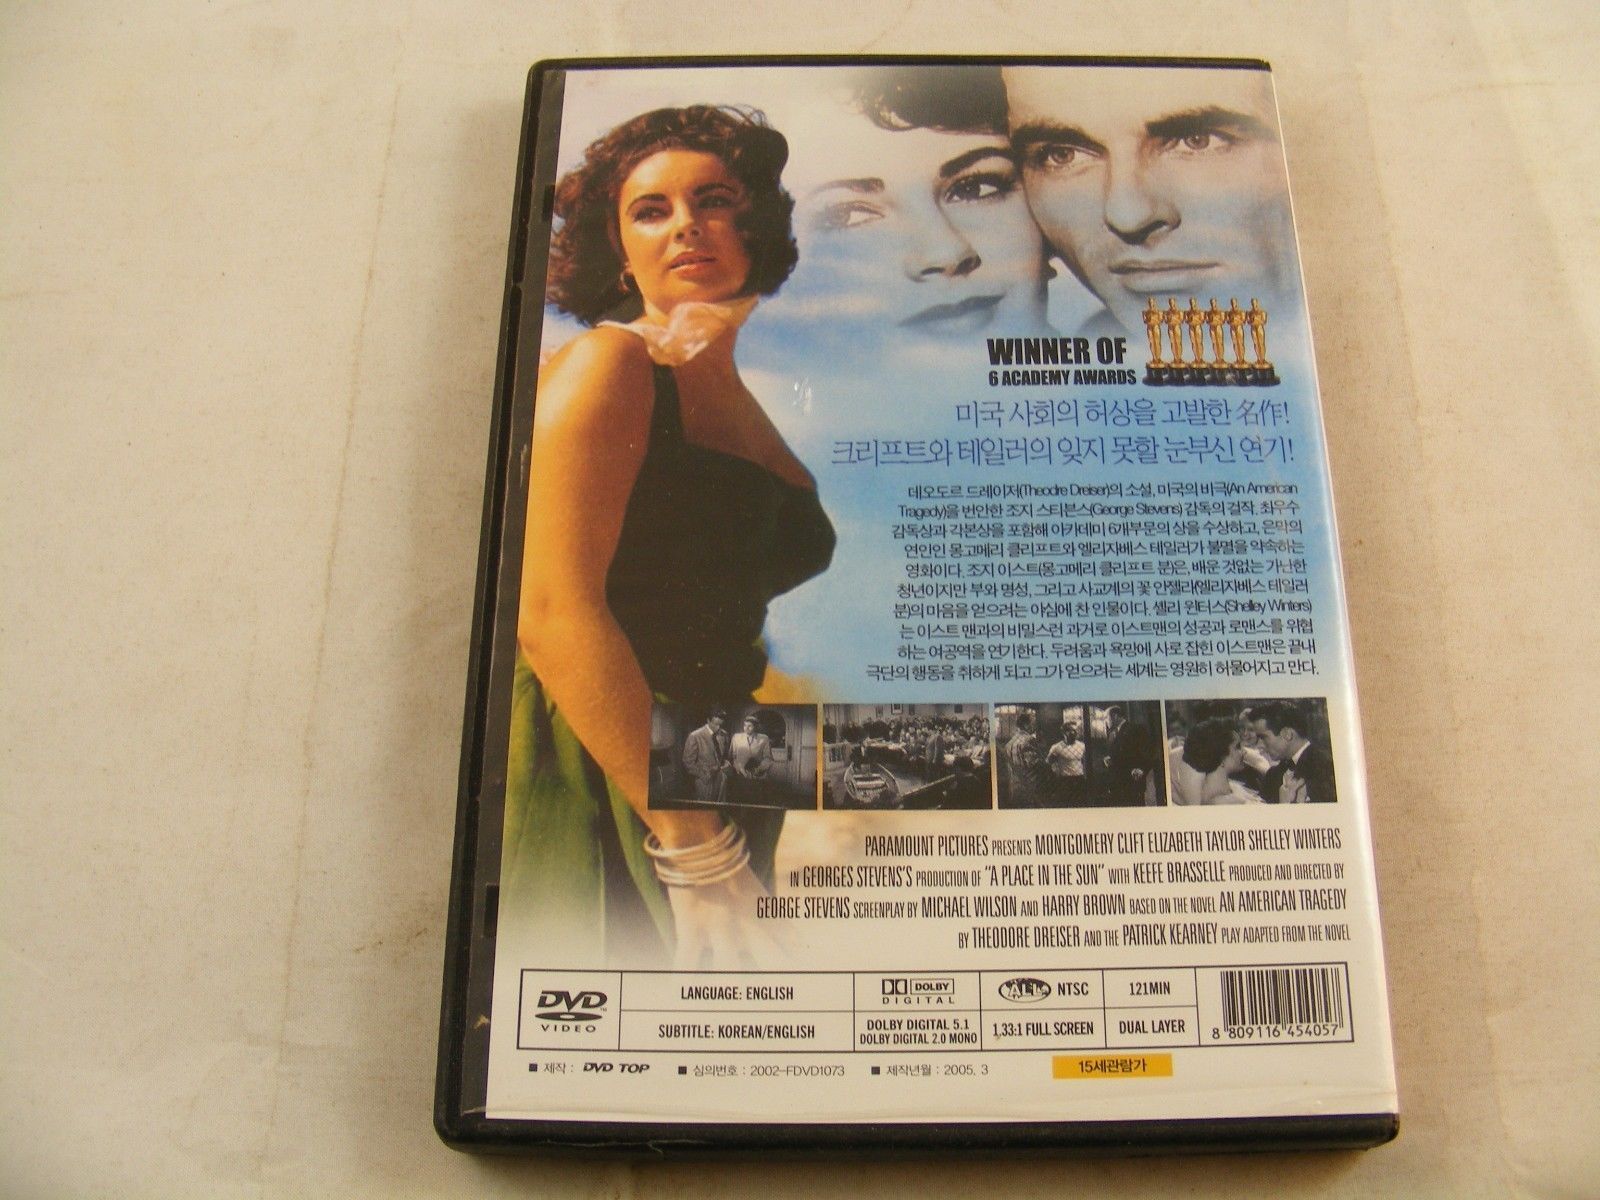 WINNER OF
6 ACADEMY AWARDS
미국 사회의 허상을 고발한 名作!
크리프트와 테일러의 잊지 못할 눈부신 연기!
데오도르 드레이저(Theodre Dreiser)의 소설, 미국의 비극(An American
Tragedy)을 번안한 조지 스티븐스(George Stevens) 감독의 걸작. 최우수
감독상과 각본상을 포함해 아카데미 6개부문의 상을 수상하고, 은막의
연인인 몽고메리 클리프트와 엘리자베스 테일러가 불멸을 약속하는
영화이다. 조지 이스트(몽고메리 클리프트 분)은, 배운 것없는 가난한
청년이지만 부와 명성, 그리고 사교계의 꽃 안젤라(엘리자베스 테일러
분)의 마음을 얻으려는 야심에 찬 인물이다. 셸리 윈터스(Shelley Winters)
는 이스트 맨과의 비밀스런 과거로 이스트맨의 성공과 로맨스를 위협
하는 여공역을 연기한다. 두려움과 욕망에 사로 잡힌 이스트맨은 끝내
극단의 행동을 취하게 되고 그가 얻으려는 세계는 영원히 허물어지고 만다.
PARAMOUNT PICTURES PRESENTS MONTGOMERY CLIFT ELIZABETH TAYLOR SHELLEY WINTERS
IN GEORGES STEVENS'S PRODUCTION OF "A PLACE IN THE SUN" WITH KEEFE BRASSELLE PRODUCED AND DIRECTED BY
GEORGE STEVENS SCREENPLAY BY MICHAEL WILSON AND HARRY BROWN BASED ON THE NOVEL AN AMERICAN TRAGEDY
BY THEODORE DREISER AND THE PATRICK KEARNEY PLAY ADAPTED FROM THE NOVEL
DVD VIDEO
LANGUAGE: ENGLISH
SUBTITLE: KOREAN/ENGLISH
DOLBY DIGITAL
DOLBY DIGITAL 5.1
DOLBY DIGITAL 2.0 MONO
ALL NTSC
1.33:1 FULL SCREEN
121MIN
DUAL LAYER
8 809116 454057
■ 제작 : DVD TOP ■ 심의번호 : 2002-FDVD1073 ■ 제작년월 : 2005. 3
15세관람가